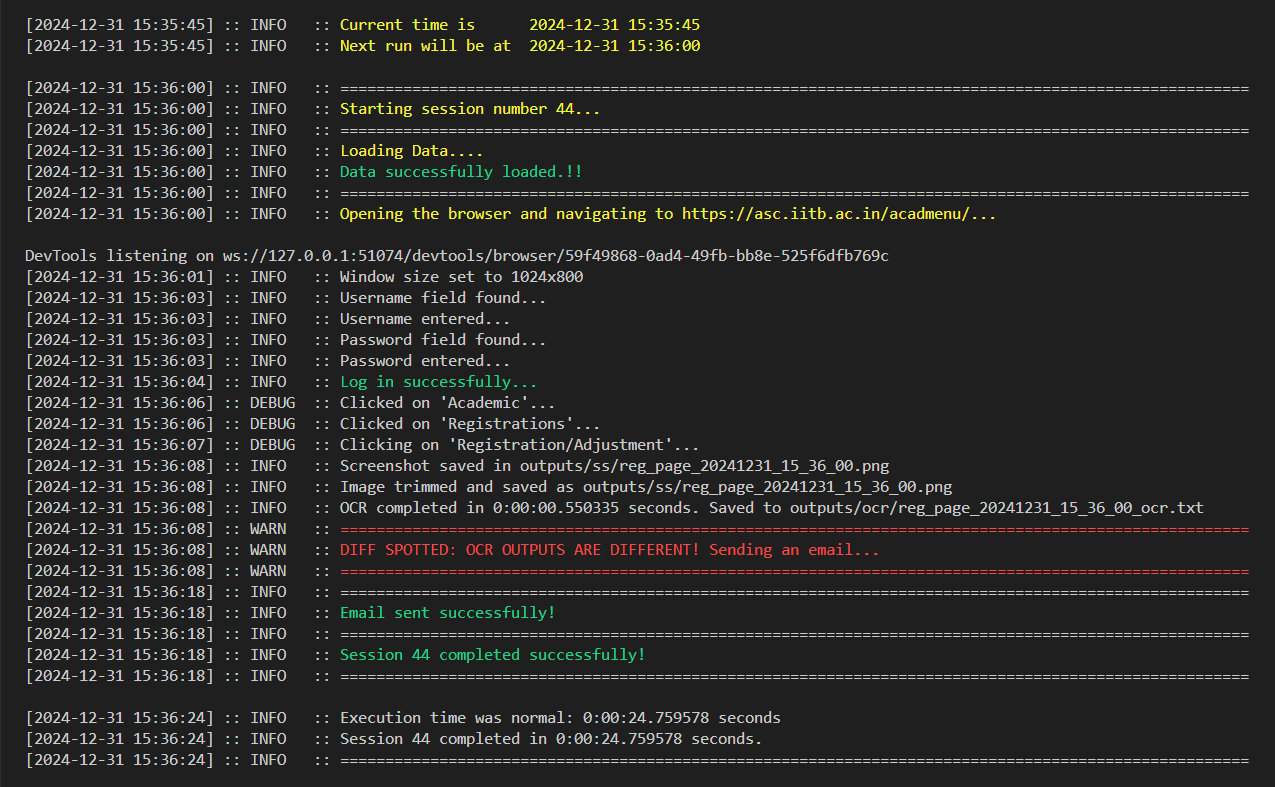 [2024-12-31 15:35:45] :: INFO   :: Current time is      2024-12-31 15:35:45
[2024-12-31 15:35:45] :: INFO   :: Next run will be at  2024-12-31 15:36:00
[2024-12-31 15:36:00] :: INFO   :: =====================================================================================================
[2024-12-31 15:36:00] :: INFO   :: Starting session number 44...
[2024-12-31 15:36:00] :: INFO   :: =====================================================================================================
[2024-12-31 15:36:00] :: INFO   :: Loading Data....
[2024-12-31 15:36:00] :: INFO   :: Data successfully loaded.!!
[2024-12-31 15:36:00] :: INFO   :: =====================================================================================================
[2024-12-31 15:36:00] :: INFO   :: Opening the browser and navigating to https://asc.iitb.ac.in/acadmenu/...
DevTools listening on ws://127.0.0.1:51074/devtools/browser/59f49868-0ad4-49fb-bb8e-525f6dfb769c
[2024-12-31 15:36:01] :: INFO   :: Window size set to 1024x800
[2024-12-31 15:36:03] :: INFO   :: Username field found...
[2024-12-31 15:36:03] :: INFO   :: Username entered...
[2024-12-31 15:36:03] :: INFO   :: Password field found...
[2024-12-31 15:36:03] :: INFO   :: Password entered...
[2024-12-31 15:36:04] :: INFO   :: Log in successfully...
[2024-12-31 15:36:06] :: DEBUG  :: Clicked on 'Academic'...
[2024-12-31 15:36:06] :: DEBUG  :: Clicked on 'Registrations'...
[2024-12-31 15:36:07] :: DEBUG  :: Clicking on 'Registration/Adjustment'...
[2024-12-31 15:36:08] :: INFO   :: Screenshot saved in outputs/ss/reg_page_20241231_15_36_00.png
[2024-12-31 15:36:08] :: INFO   :: Image trimmed and saved as outputs/ss/reg_page_20241231_15_36_00.png
[2024-12-31 15:36:08] :: INFO   :: OCR completed in 0:00:00.550335 seconds. Saved to outputs/ocr/reg_page_20241231_15_36_00_ocr.txt
[2024-12-31 15:36:08] :: WARN   :: =====================================================================================================
[2024-12-31 15:36:08] :: WARN   :: DIFF SPOTTED: OCR OUTPUTS ARE DIFFERENT! Sending an email...
[2024-12-31 15:36:08] :: WARN   :: =====================================================================================================
[2024-12-31 15:36:18] :: INFO   :: =====================================================================================================
[2024-12-31 15:36:18] :: INFO   :: Email sent successfully!
[2024-12-31 15:36:18] :: INFO   :: =====================================================================================================
[2024-12-31 15:36:18] :: INFO   :: Session 44 completed successfully!
[2024-12-31 15:36:18] :: INFO   :: =====================================================================================================
[2024-12-31 15:36:24] :: INFO   :: Execution time was normal: 0:00:24.759578 seconds
[2024-12-31 15:36:24] :: INFO   :: Session 44 completed in 0:00:24.759578 seconds.
[2024-12-31 15:36:24] :: INFO   :: =====================================================================================================